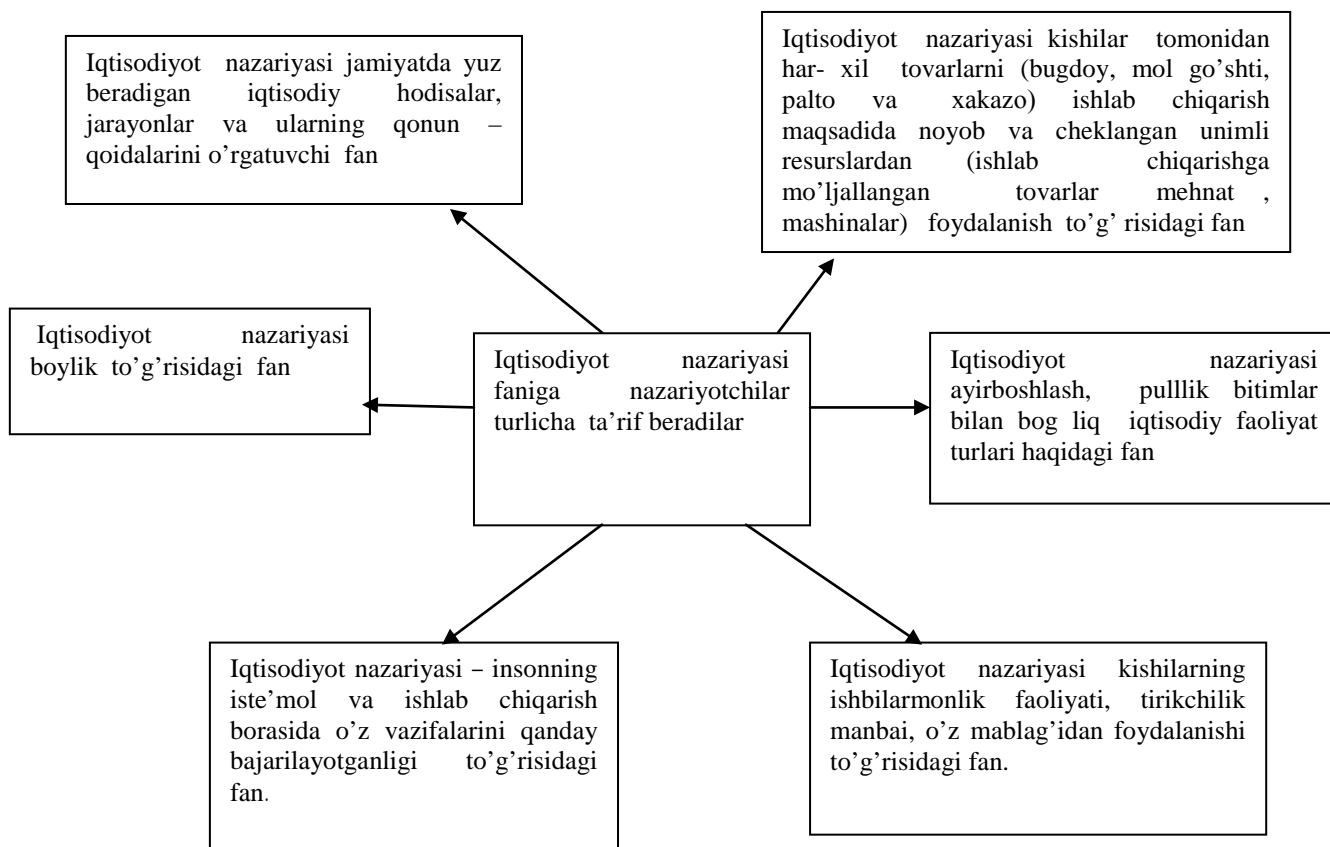 Iqtisodiyot nazariyasi jamiyatda yuz
beradigan iqtisodiy hodisalar,
jarayonlar va ularning qonun –
qoidalarini o’rgatuvchi fan
Iqtisodiyot nazariyasi kishilar tomonidan
har- xil tovarlarni (bugdoy, mol go’shti,
palto va xakazo) ishlab chiqarish
maqsadida noyob va cheklangan unimli
resurslardan (ishlab chiqarishga
mo’ljallangan tovarlar mehnat ,
mashinalar) foydalanish to’g’ risidagi fan
Iqtisodiyot nazariyasi
boylik to’g’risidagi fan
Iqtisodiyot nazariyasi
faniga nazariyotchilar
turlicha ta’rif beradilar
Iqtisodiyot nazariyasi
ayirboshlash, pulllik bitimlar
bilan bog liq iqtisodiy faoliyat
turlari haqidagi fan
Iqtisodiyot nazariyasi – insonning
iste’mol va ishlab chiqarish
borasida o’z vazifalarini qanday
bajarilayotganligi to’g’risidagi
fan.
Iqtisodiyot nazariyasi kishilarning
ishbilarmonlik faoliyati, tirikchilik
manbai, o’z mablag’idan foydalanishi
to’g’risidagi fan.